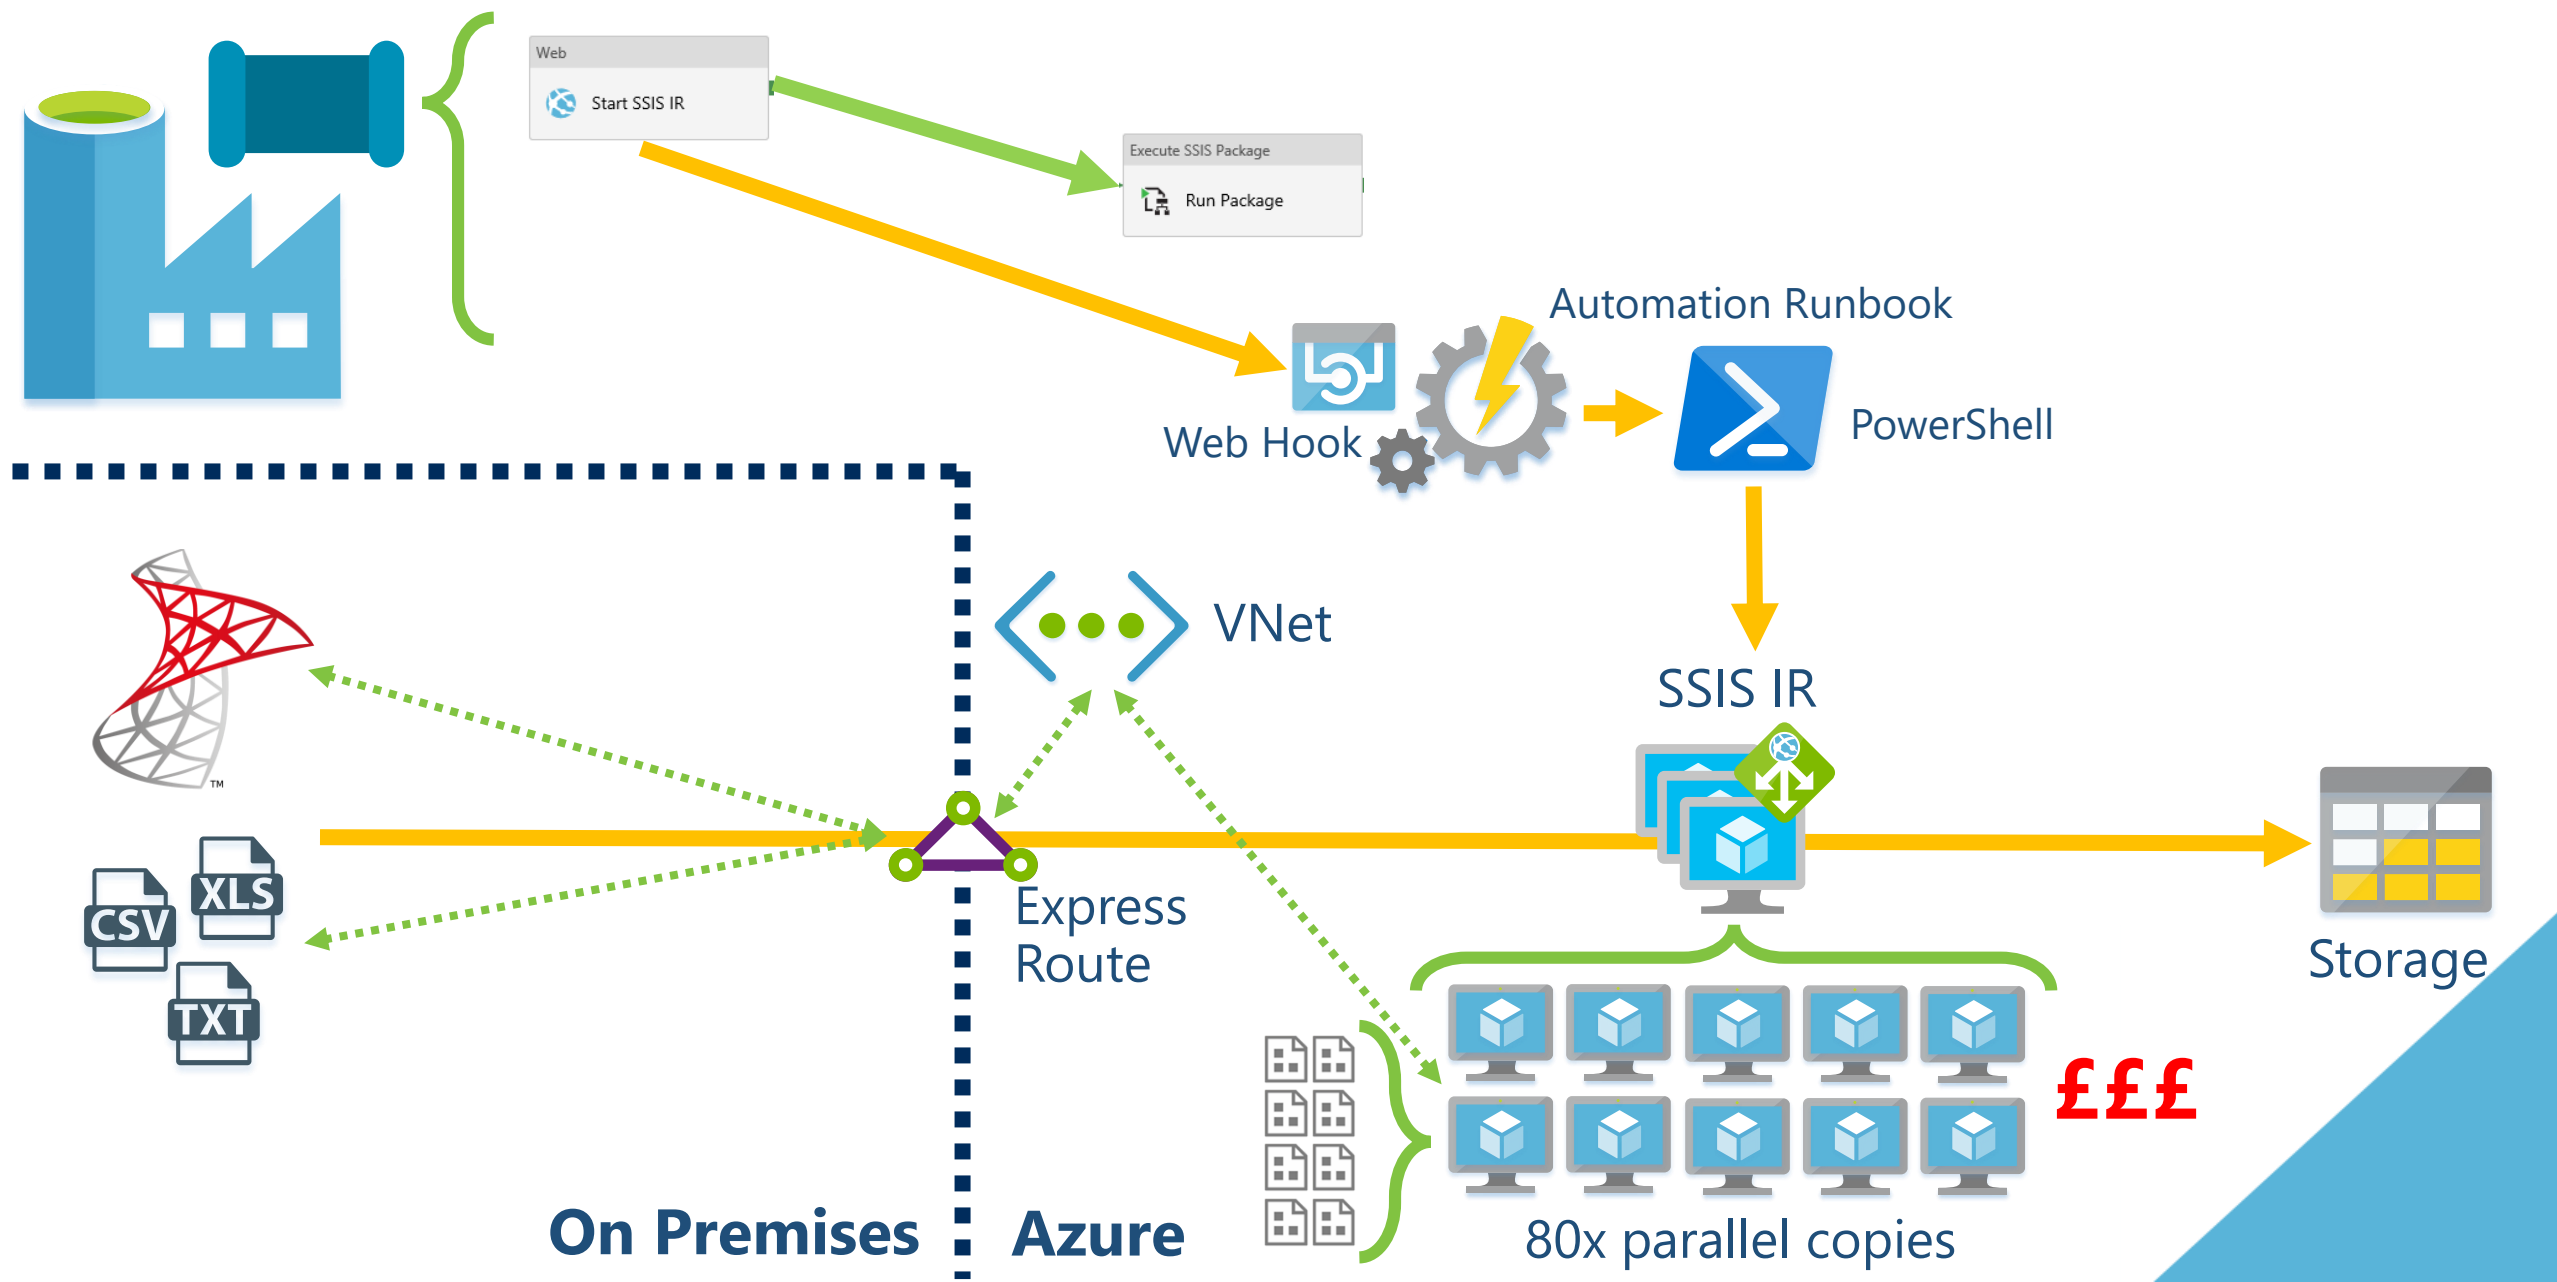 Web
Start SSIS IR
Execute SSIS Package
Run Package
Automation Runbook
Web Hook
PowerShell
VNet
SSIS IR
TM
XLS
CSV
TXT
Express
Route
Storage
£££
On Premises
Azure
80x parallel copies